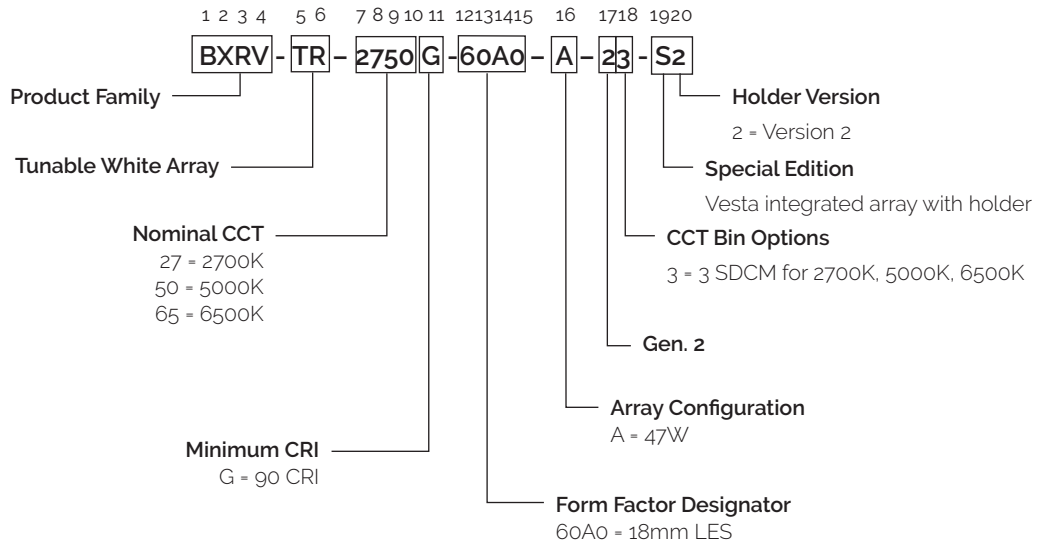 1 2 3 4 5 6 7 8 9 10 11 12131415 16 1718 1920
BXRV - TR – 2750 G - 60A0 – A – 2 3 - S2
Product Family
Holder Version
2 = Version 2
Tunable White Array
Special Edition
Vesta integrated array with holder
Nominal CCT
27 = 2700K
50 = 5000K
65 = 6500K
CCT Bin Options
3 = 3 SDCM for 2700K, 5000K, 6500K
Gen. 2
Array Configuration
A = 47W
Minimum CRI
G = 90 CRI
Form Factor Designator
60A0 = 18mm LES